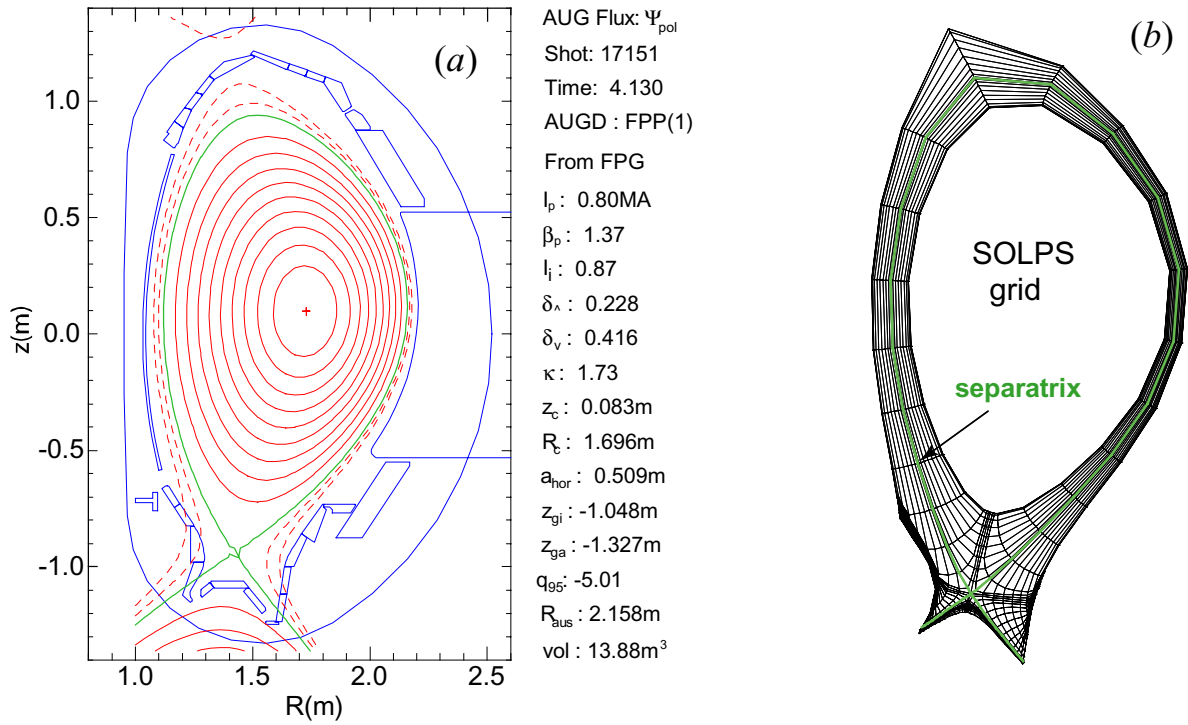 (a)
1.0
0.5
0.0
-0.5
-1.0
z(m)
1.0
1.5
2.0
2.5
R(m)
AUG Flux: Ψpol
Shot: 17151
Time: 4.130
AUGD : FPP(1)
From FPG
Ip : 0.80MA
βp : 1.37
li : 0.87
δ^ : 0.228
δv : 0.416
κ : 1.73
zc : 0.083m
Rc : 1.696m
ahor : 0.509m
zgi : -1.048m
zga : -1.327m
q95: -5.01
Raus : 2.158m
vol : 13.88m³
(b)
SOLPS
grid
separatrix